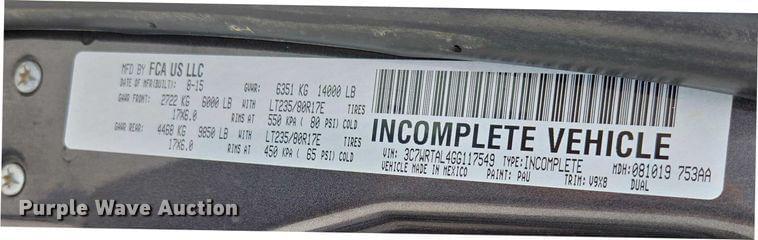 MFD BY FCA US LLC
DATE OF MFR(BUILT): 8-15 GVWR: 6351 KG 14000 LB
GAWR FRONT: 2722 KG 6000 LB WITH LT235/80R17E TIRES
17X6.0 RIMS AT 550 KPA ( 80 PSI) COLD
GAWR REAR: 4468 KG 9850 LB WITH LT235/80R17E TIRES
17X6.0 RIMS AT 450 KPA ( 65 PSI) COLD
INCOMPLETE VEHICLE
VIN: 3C7WRTAL4GG117549 TYPE: INCOMPLETE MDH: 081019 753AA
VEHICLE MADE IN MEXICO PAINT: PAU TRIM: V9X8 DUAL
Purple Wave Auction